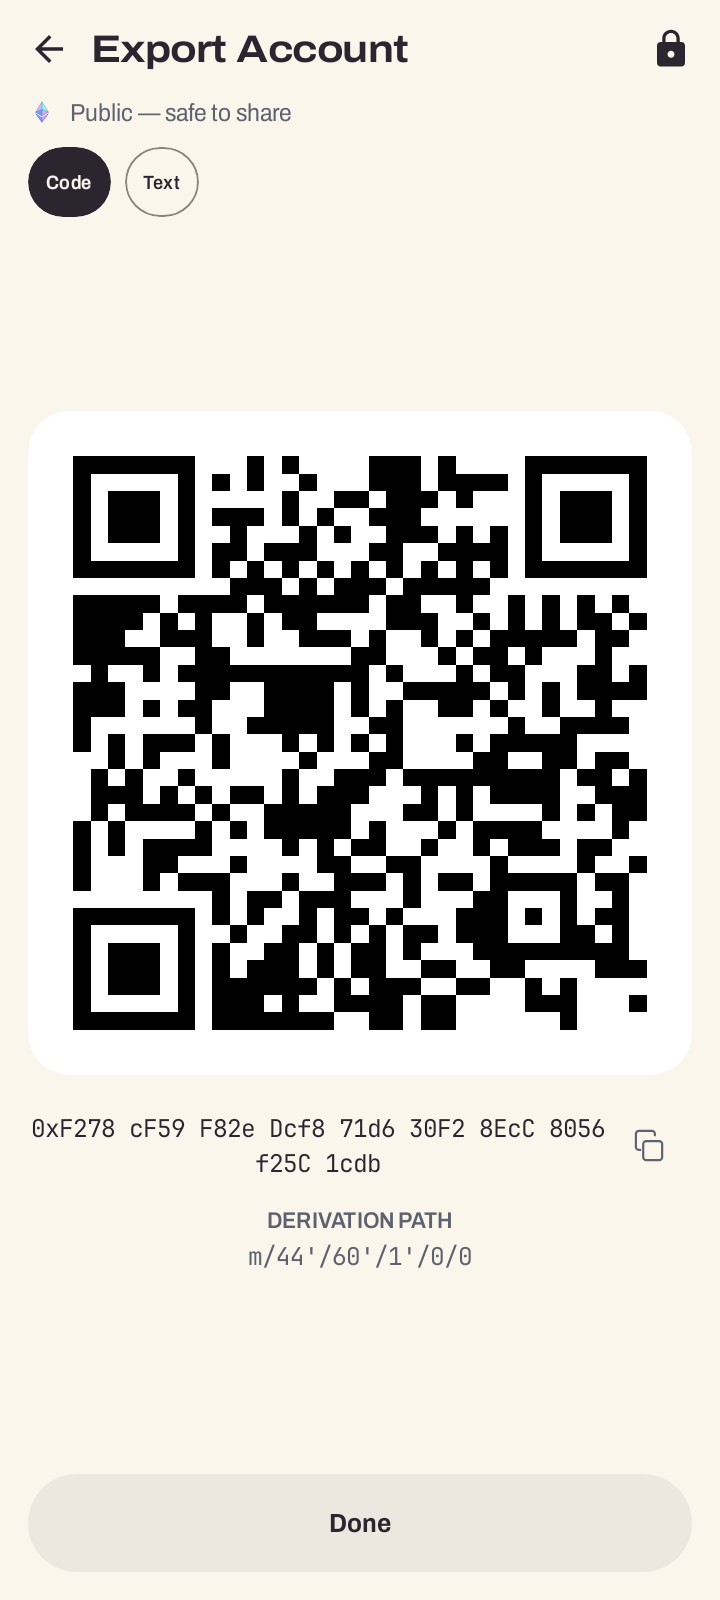 Export Account
Public — safe to share
Code
Text
0xF278 cF59 F82e Dcf8 71d6 30F2 8EcC 8056
f25C 1cdb
DERIVATION PATH
m/44'/60'/1'/0/0
Done